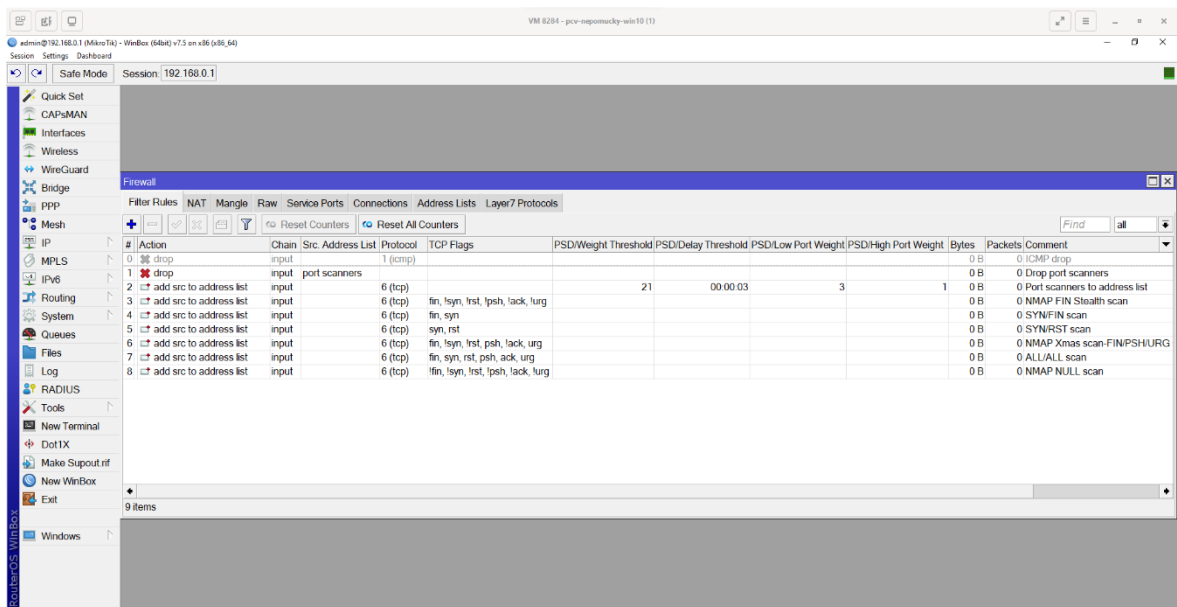 VM 8284 - pcv-nepomucky-win10 (1)
admin@192.168.0.1 (MikroTik) - WinBox (64bit) v7.5 on x86 (x86_64)
Session Settings Dashboard
Safe Mode Session: 192.168.0.1
Quick Set
CAPsMAN
Interfaces
Wireless
WireGuard
Bridge
PPP
Mesh
IP
MPLS
IPv6
Routing
System
Queues
Files
Log
RADIUS
Tools
New Terminal
Dot1X
Make Supout.rif
New WinBox
Exit
Windows
RouterOS WinBox
Firewall
Filter Rules NAT Mangle Raw Service Ports Connections Address Lists Layer7 Protocols
Reset Counters Reset All Counters Find all
# Action Chain Src. Address List Protocol TCP Flags PSD/Weight Threshold PSD/Delay Threshold PSD/Low Port Weight PSD/High Port Weight Bytes Packets Comment
0 drop input 1 (icmp) 0 B 0 ICMP drop
1 drop input port scanners 0 B 0 Drop port scanners
2 add src to address list input 6 (tcp) 21 00:00:03 3 1 0 B 0 Port scanners to address list
3 add src to address list input 6 (tcp) fin, !syn, !rst, !psh, !ack, !urg 0 B 0 NMAP FIN Stealth scan
4 add src to address list input 6 (tcp) fin, syn 0 B 0 SYN/FIN scan
5 add src to address list input 6 (tcp) syn, rst 0 B 0 SYN/RST scan
6 add src to address list input 6 (tcp) fin, !syn, !rst, psh, !ack, urg 0 B 0 NMAP Xmas scan-FIN/PSH/URG
7 add src to address list input 6 (tcp) fin, syn, rst, psh, ack, urg 0 B 0 ALL/ALL scan
8 add src to address list input 6 (tcp) !fin, !syn, !rst, !psh, !ack, !urg 0 B 0 NMAP NULL scan
9 items